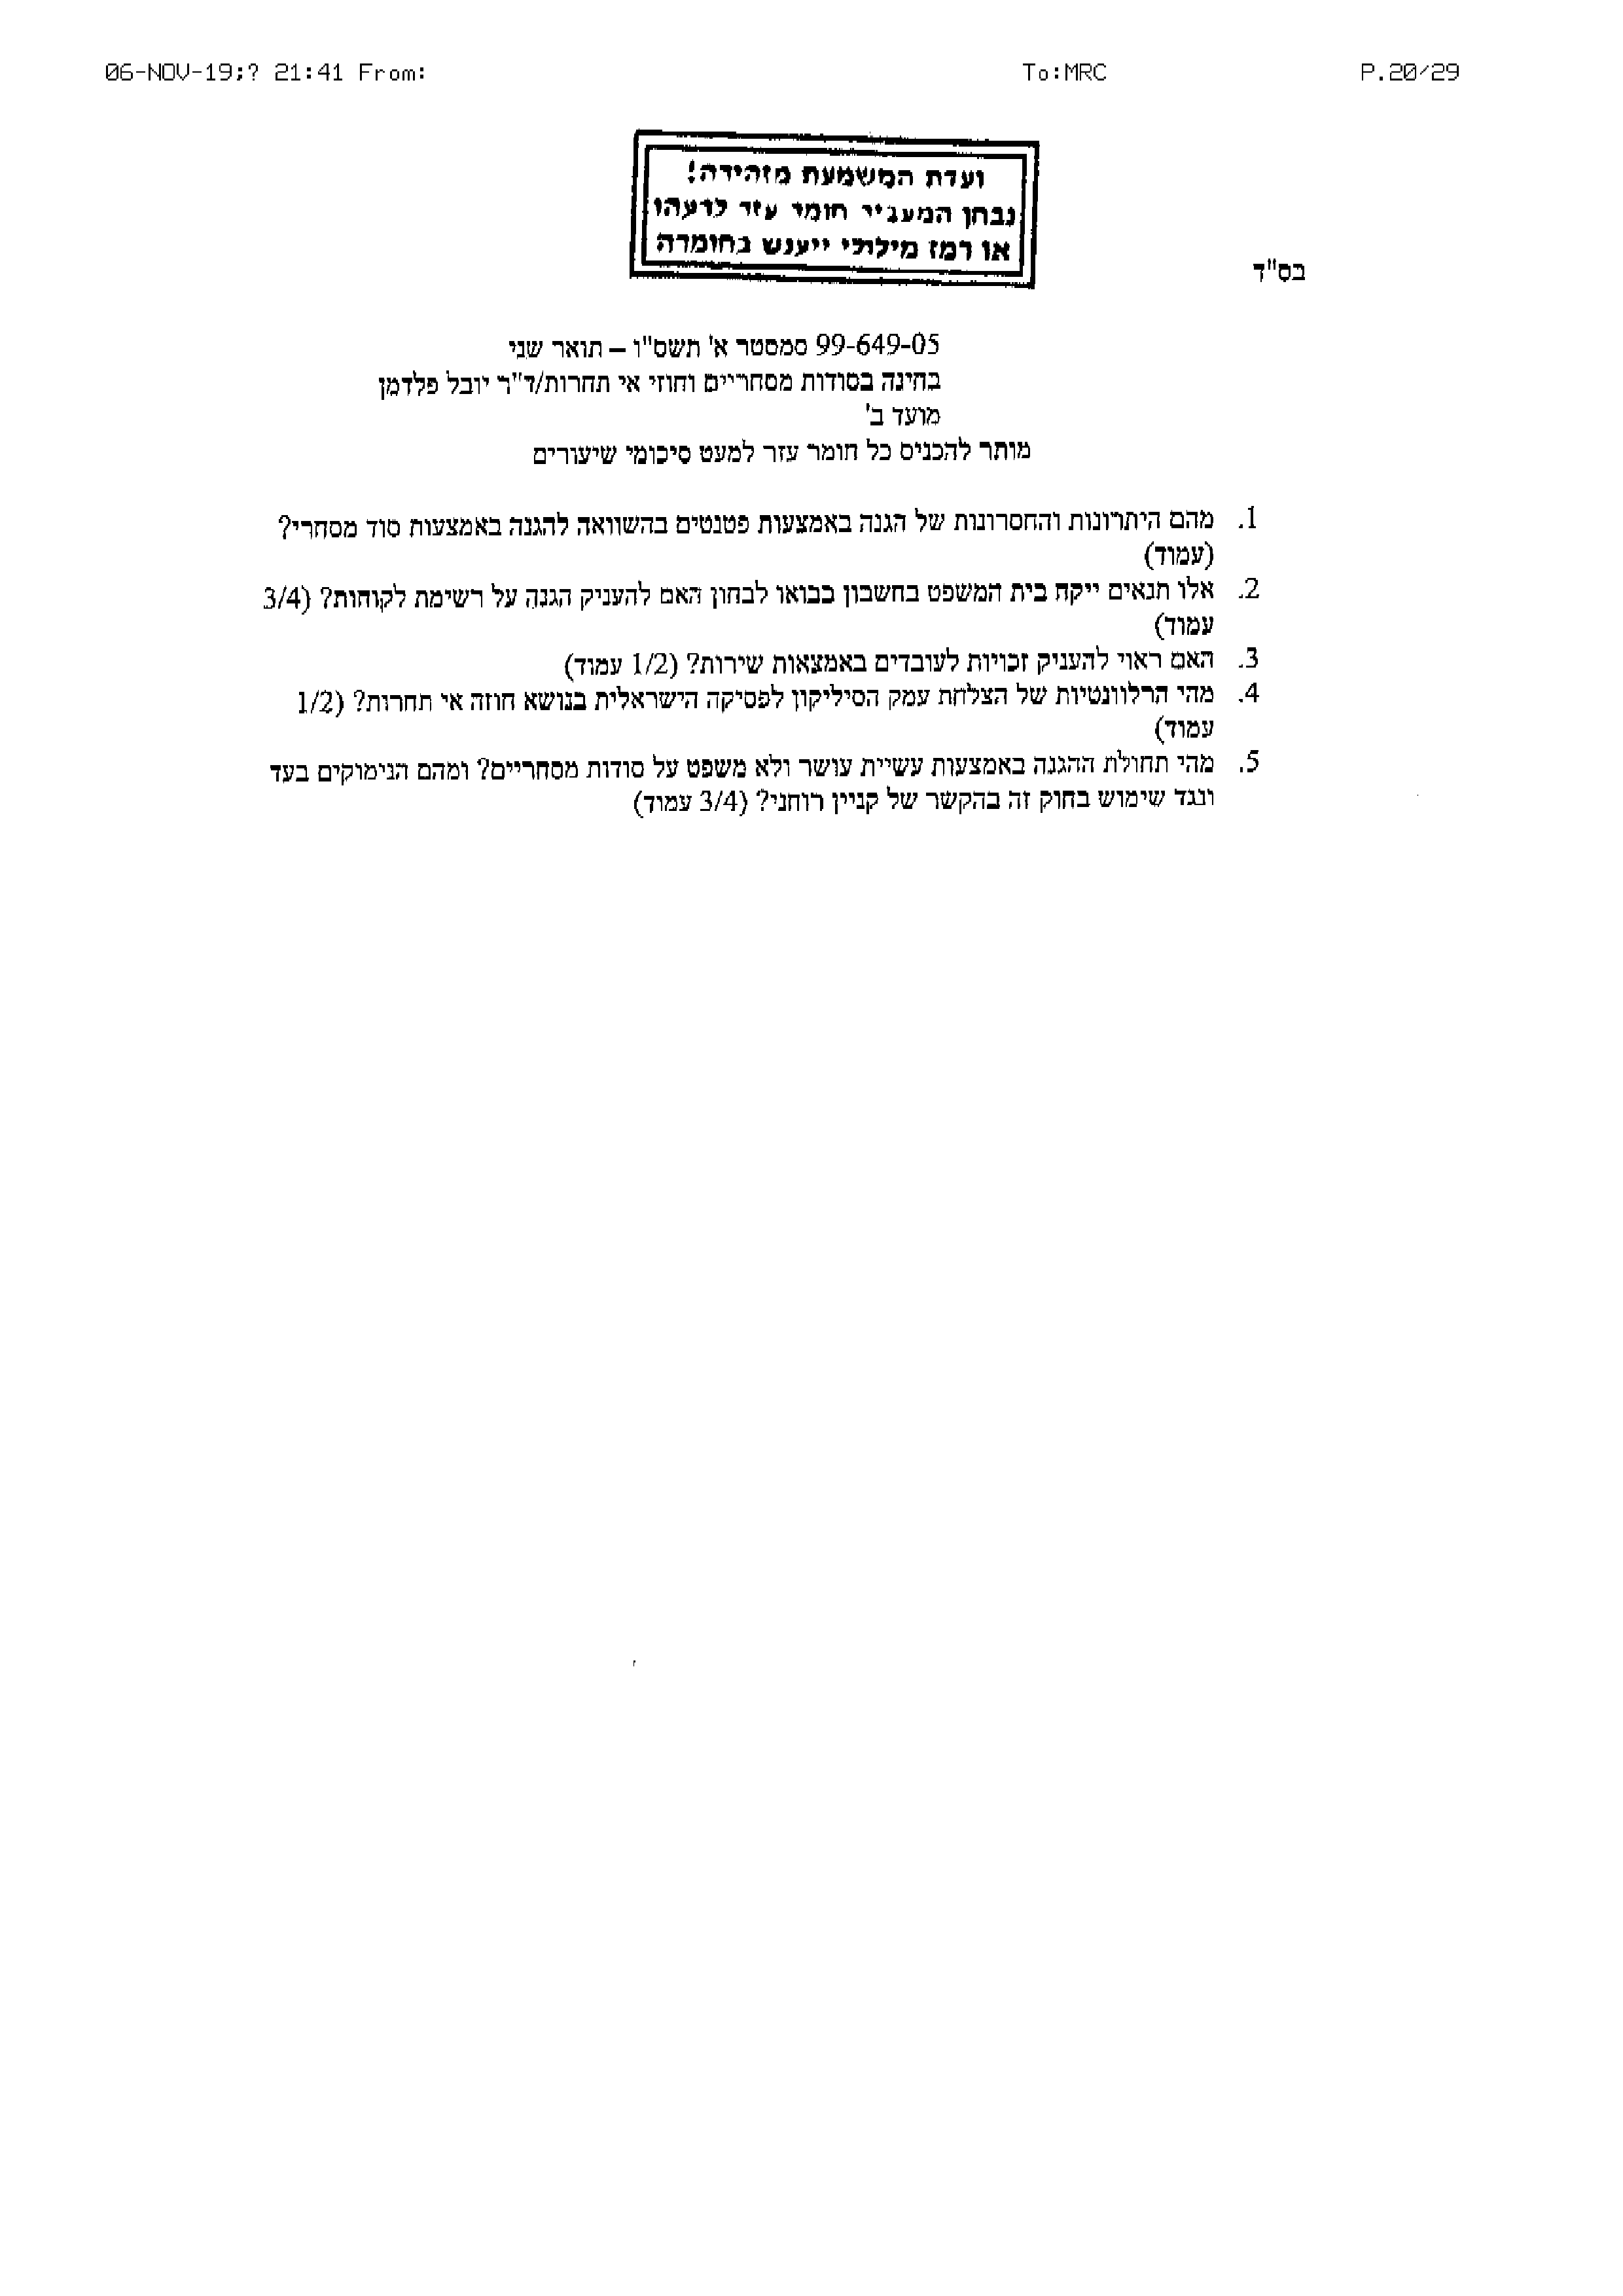 06-NOV-19;? 21:41 From: To:MRC P.20/29
ועדת המשמעת מזהירה!
נבחן המעביר חומר עזר לרעהו
או רמז מילולי ייענש בחומרה
בס"ד
99-649-05 סמסטר א' תשס"ו – תואר שני
בחינה בסודות מסחריים וחוזי אי תחרות/ד"ר יובל פלדמן
מועד ב'
מותר להכניס כל חומר עזר למעט סיכומי שיעורים
1. מהם היתרונות והחסרונות של הגנה באמצעות פטנטים בהשוואה להגנה באמצעות סוד מסחרי?
(עמוד)
2. אלו תנאים ייקח בית המשפט בחשבון בבואו לבחון האם להעניק הגנה על רשימת לקוחות? (3/4
עמוד)
3. האם ראוי להעניק זכויות לעובדים באמצאות שירות? (1/2 עמוד)
4. מהי הרלוונטיות של הצלחת עמק הסיליקון לפסיקה הישראלית בנושא חוזה אי תחרות? (1/2
עמוד)
5. מהי תחולת ההגנה באמצעות עשיית עושר ולא משפט על סודות מסחריים? ומהם הנימוקים בעד
ונגד שימוש בחוק זה בהקשר של קניין רוחני? (3/4 עמוד)